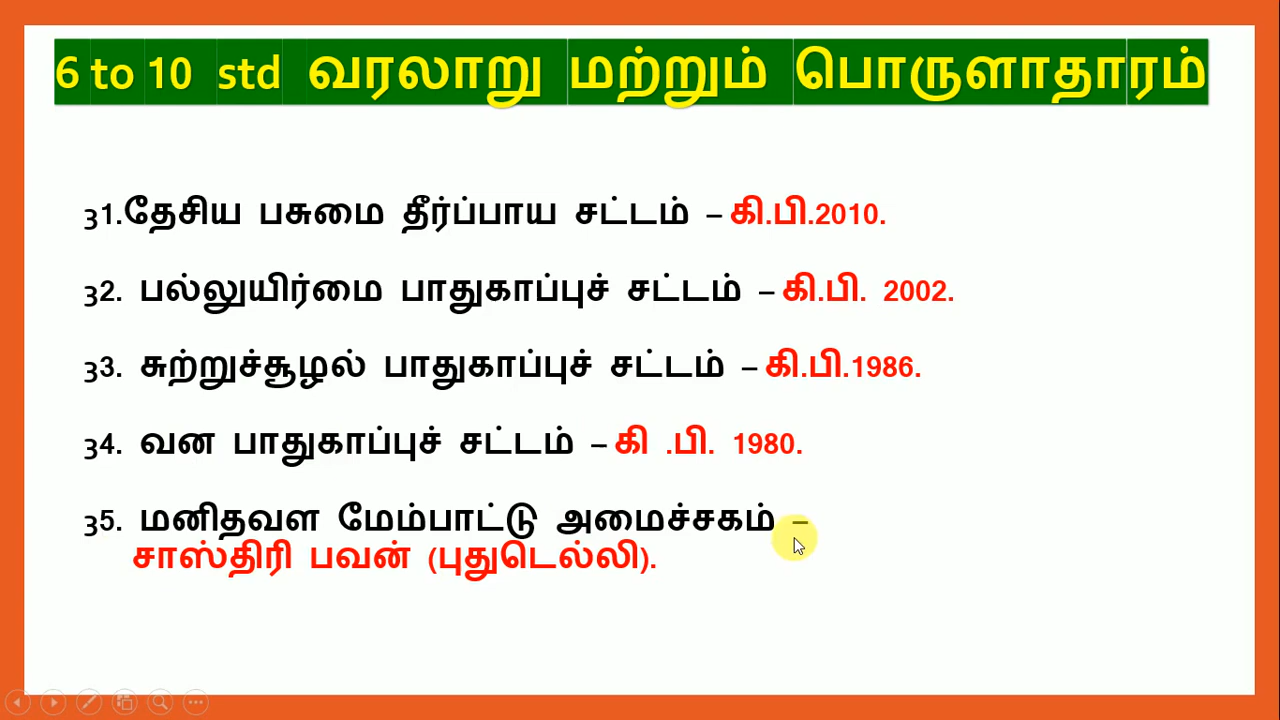 6 to 10 std வரலாறு மற்றும் பொருளாதாரம்
31.தேசிய பசுமை தீர்ப்பாய சட்டம் – கி.பி.2010.
32. பல்லுயிர்மை பாதுகாப்புச் சட்டம் – கி.பி. 2002.
33. சுற்றுச்சூழல் பாதுகாப்புச் சட்டம் – கி.பி.1986.
34. வன பாதுகாப்புச் சட்டம் – கி .பி. 1980.
35. மனிதவள மேம்பாட்டு அமைச்சகம் –
சாஸ்திரி பவன் (புதுடெல்லி).